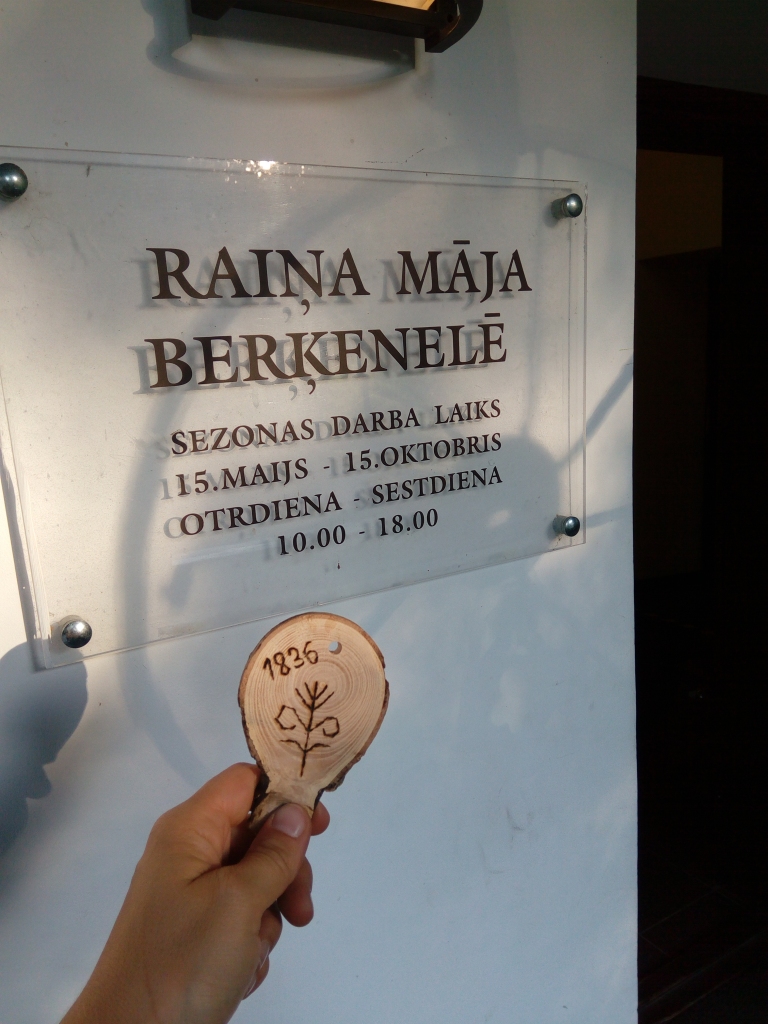 RAIŅA MĀJA
BERĶENELĒ
SEZONAS DARBA LAIKS
15.MAIJS - 15.OKTOBRIS
OTRDIENA - SESTDIENA
10.00 - 18.00
1836